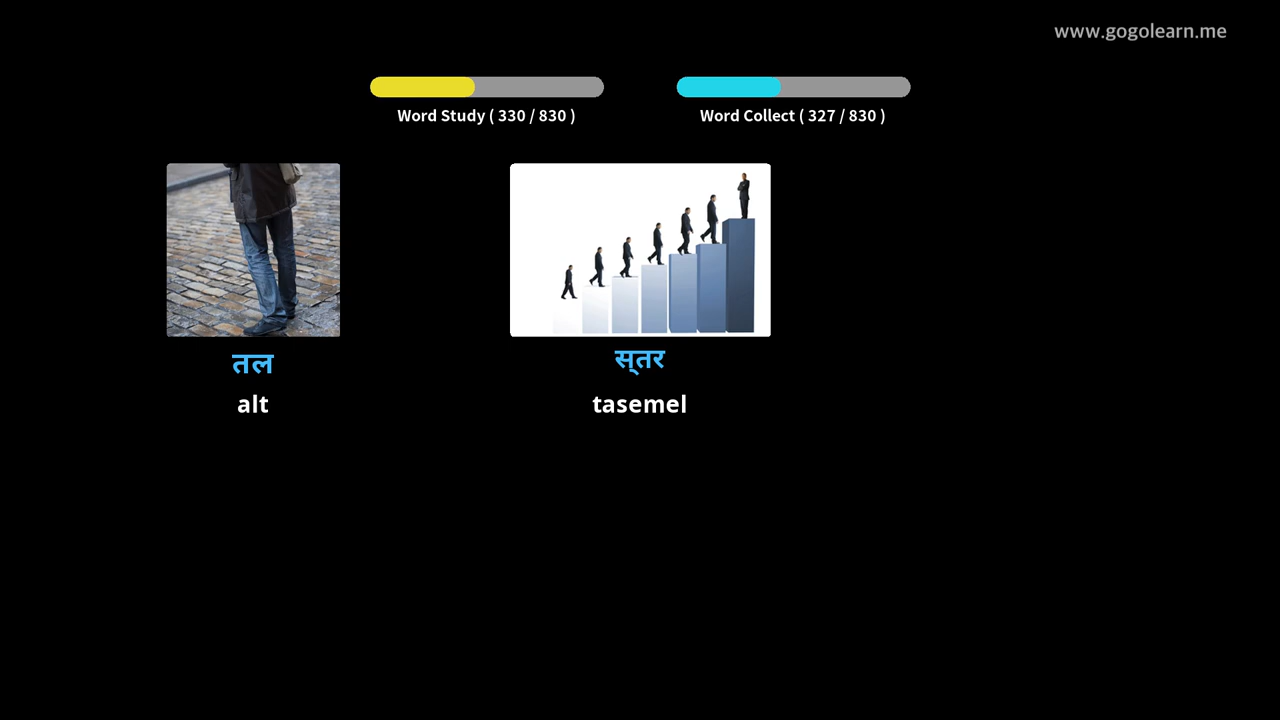 www.gogolearn.me
Word Study ( 330 / 830 )
Word Collect ( 327 / 830 )
तल
स्तर
alt
tasemel